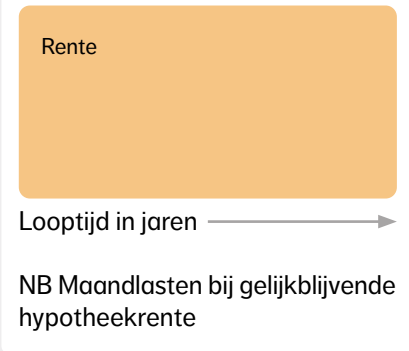 Rente
Looptijd in jaren
NB Maandlasten bij gelijkblijvende
hypotheekrente